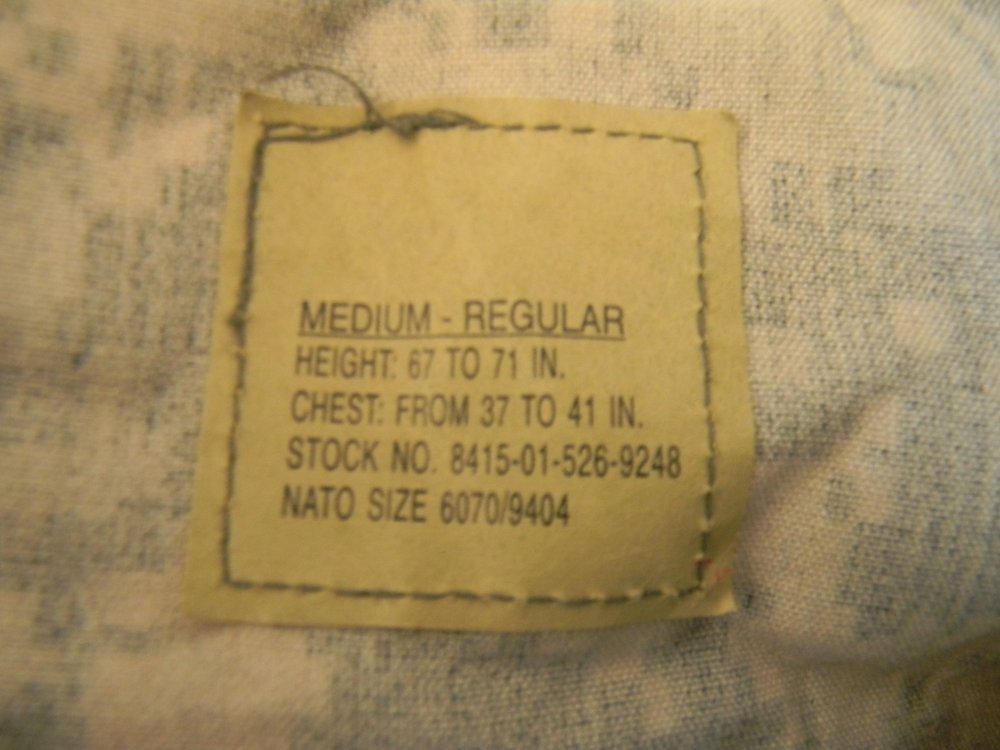 MEDIUM - REGULAR
HEIGHT: 67 TO 71 IN.
CHEST: FROM 37 TO 41 IN.
STOCK NO. 8415-01-526-9248
NATO SIZE 6070/9404